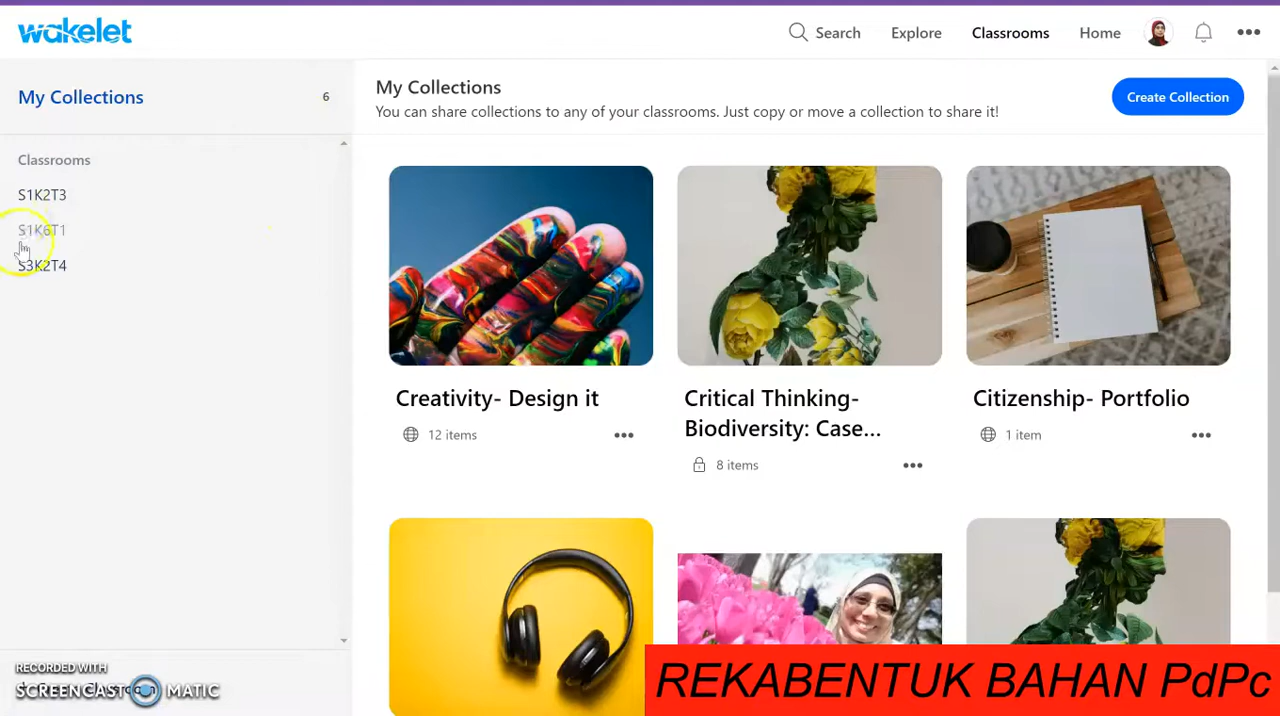 wakelet
Search
Explore
Classrooms
Home
My Collections
6
My Collections
You can share collections to any of your classrooms. Just copy or move a collection to share it!
Create Collection
Classrooms
S1K2T3
S1K6T1
S3K2T4
Creativity- Design it
12 items
Critical Thinking-
Biodiversity: Case...
8 items
Citizenship- Portfolio
1 item
RECORDED WITH
SCREENCAST MATIC
REKABENTUK BAHAN PdPc